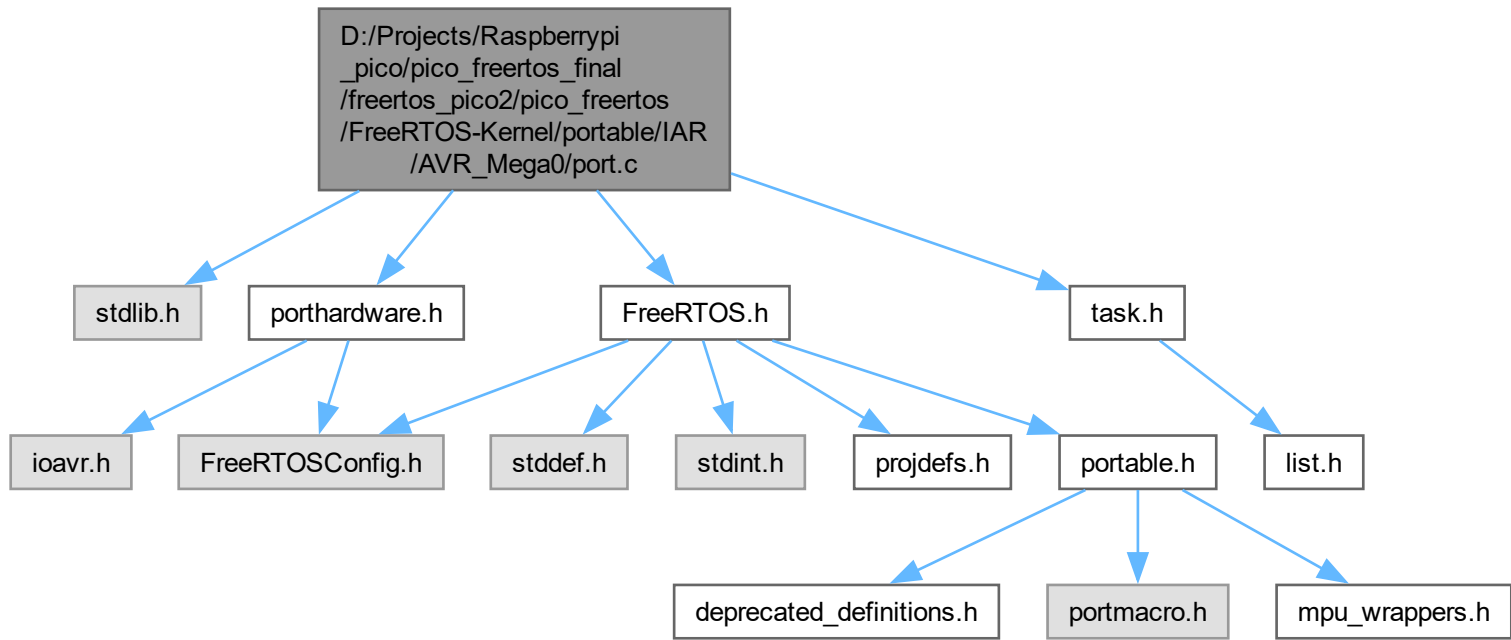 D:/Projects/Raspberrypi
_pico/pico_freertos_final
/freertos_pico2/pico_freertos
/FreeRTOS-Kernel/portable/IAR
/AVR_Mega0/port.c
stdlib.h
porthardware.h
FreeRTOS.h
task.h
ioavr.h
FreeRTOSConfig.h
stddef.h
stdint.h
projdefs.h
portable.h
list.h
deprecated_definitions.h
portmacro.h
mpu_wrappers.h